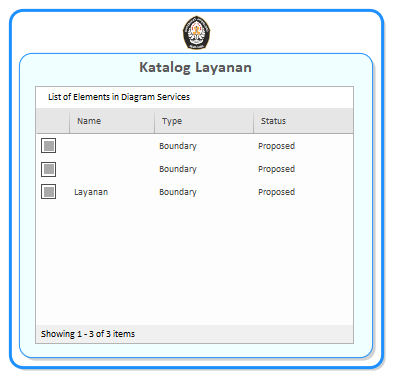 Katalog Layanan
List of Elements in Diagram Services
Name Type Status
Boundary Proposed
Boundary Proposed
Layanan Boundary Proposed
Showing 1 - 3 of 3 items